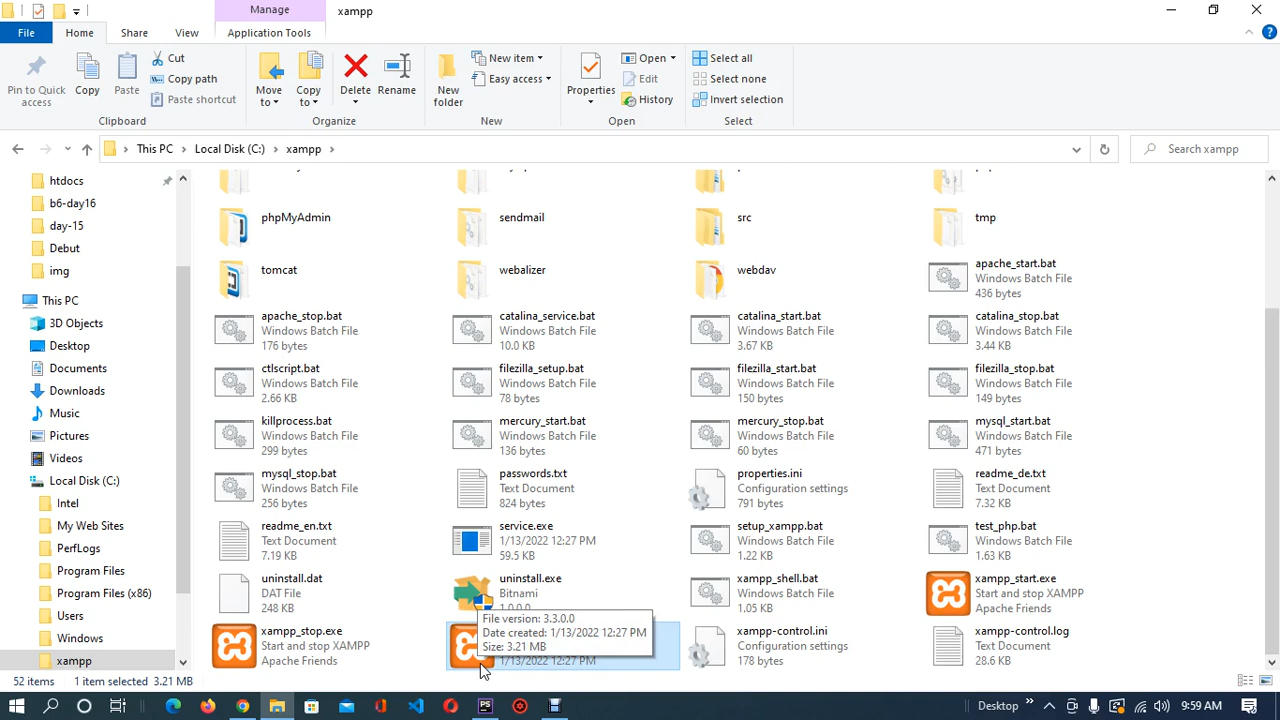 Manage
xampp
File
Home
Share
View
Application Tools
Pin to Quick access
Copy
Paste
Cut
Copy path
Paste shortcut
Move to
Copy to
Delete
Rename
New folder
New item
Easy access
Properties
Open
Edit
History
Select all
Select none
Invert selection
Clipboard
Organize
New
Open
Select
This PC
Local Disk (C:)
xampp
Search xampp
htdocs
b6-day16
day-15
Debut
img
This PC
3D Objects
Desktop
Documents
Downloads
Music
Pictures
Videos
Local Disk (C:)
Intel
My Web Sites
PerfLogs
Program Files
Program Files (x86)
Users
Windows
xampp
phpMyAdmin
sendmail
src
tmp
tomcat
webalizer
webdav
apache_start.bat
Windows Batch File
436 bytes
apache_stop.bat
Windows Batch File
176 bytes
catalina_service.bat
Windows Batch File
10.0 KB
catalina_start.bat
Windows Batch File
3.67 KB
catalina_stop.bat
Windows Batch File
3.44 KB
ctlscript.bat
Windows Batch File
2.66 KB
filezilla_setup.bat
Windows Batch File
78 bytes
filezilla_start.bat
Windows Batch File
150 bytes
filezilla_stop.bat
Windows Batch File
149 bytes
killprocess.bat
Windows Batch File
299 bytes
mercury_start.bat
Windows Batch File
136 bytes
mercury_stop.bat
Windows Batch File
60 bytes
mysql_start.bat
Windows Batch File
471 bytes
mysql_stop.bat
Windows Batch File
256 bytes
passwords.txt
Text Document
824 bytes
properties.ini
Configuration settings
791 bytes
readme_de.txt
Text Document
7.32 KB
readme_en.txt
Text Document
7.19 KB
service.exe
1/13/2022 12:27 PM
59.5 KB
setup_xampp.bat
Windows Batch File
1.22 KB
test_php.bat
Windows Batch File
1.63 KB
uninstall.dat
DAT File
248 KB
uninstall.exe
Bitnami
1.0.0.0
xampp_shell.bat
Windows Batch File
1.05 KB
xampp_start.exe
Start and stop XAMPP
Apache Friends
xampp_stop.exe
Start and stop XAMPP
Apache Friends
File version: 3.3.0.0
Date created: 1/13/2022 12:27 PM
Size: 3.21 MB
1/13/2022 12:27 PM
xampp-control.ini
Configuration settings
178 bytes
xampp-control.log
Text Document
28.6 KB
52 items
1 item selected 3.21 MB
Desktop
9:59 AM